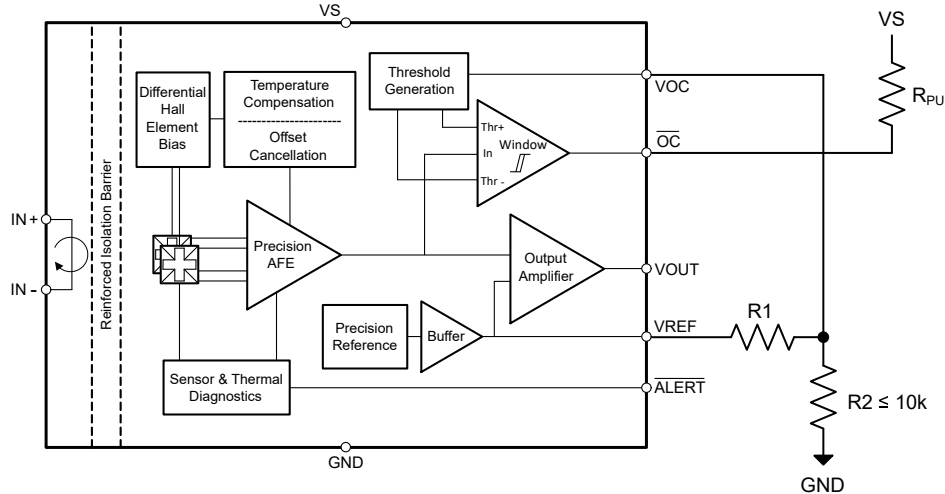 VS
VS
Differential
Hall
Element
Bias
Temperature
Compensation
Offset
Cancellation
Threshold
Generation
VOC
R_PU
Thr+
In
Window
Thr -
OC
Reinforced Isolation Barrier
IN+
IN-
Precision
AFE
Output
Amplifier
VOUT
Precision
Reference
Buffer
VREF
R1
Sensor & Thermal
Diagnostics
ALERT
R2 ≤ 10k
GND
GND